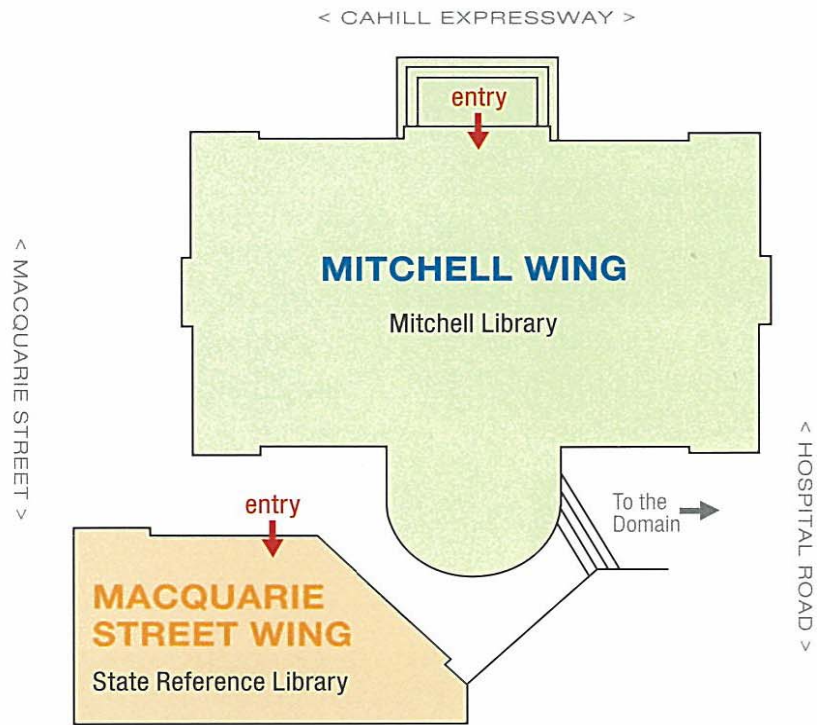 < CAHILL EXPRESSWAY >
entry
MITCHELL WING
Mitchell Library
< MACQUARIE STREET >
< HOSPITAL ROAD >
To the
Domain
entry
MACQUARIE
STREET WING
State Reference Library